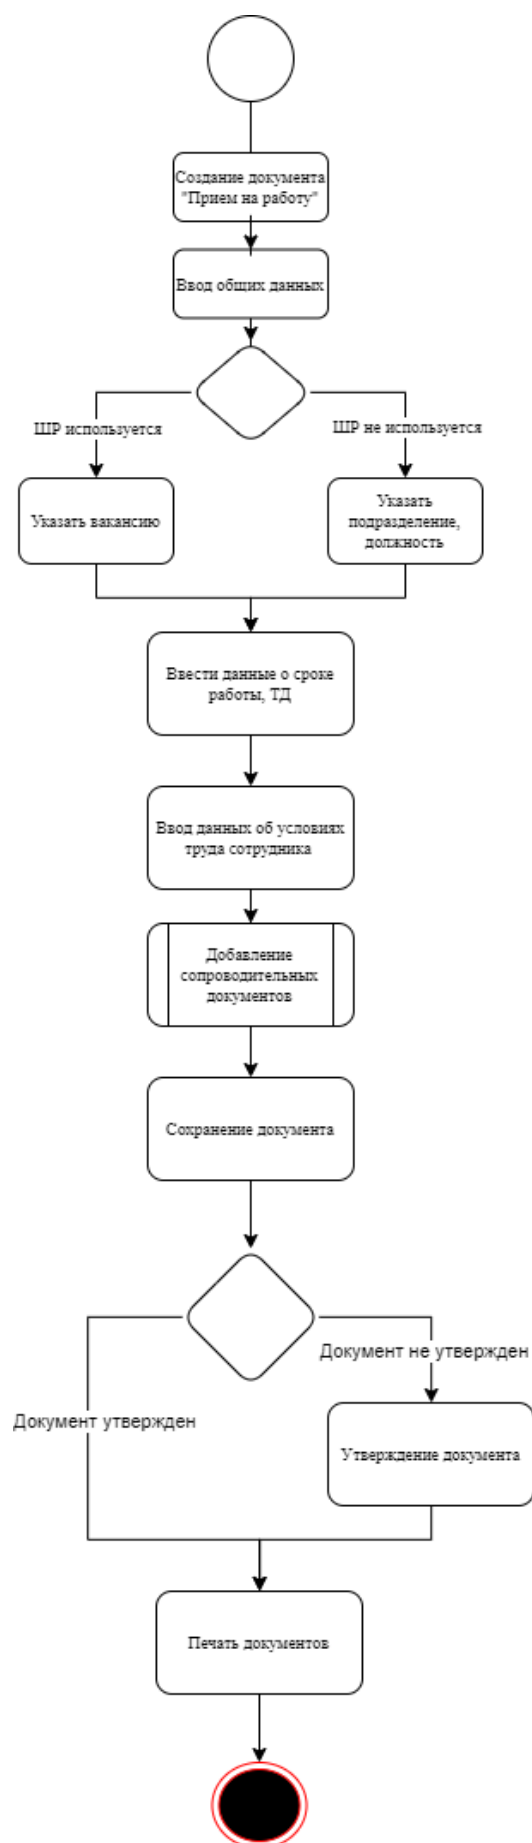 Создание документа
"Прием на работу"
Ввод общих данных
ШР используется
ШР не используется
Указать вакансию
Указать
подразделение,
должность
Ввести данные о сроке
работы, ТД
Ввод данных об условиях
труда сотрудника
Добавление
сопроводительных
документов
Сохранение документа
Документ не утвержден
Документ утвержден
Утверждение документа
Печать документов